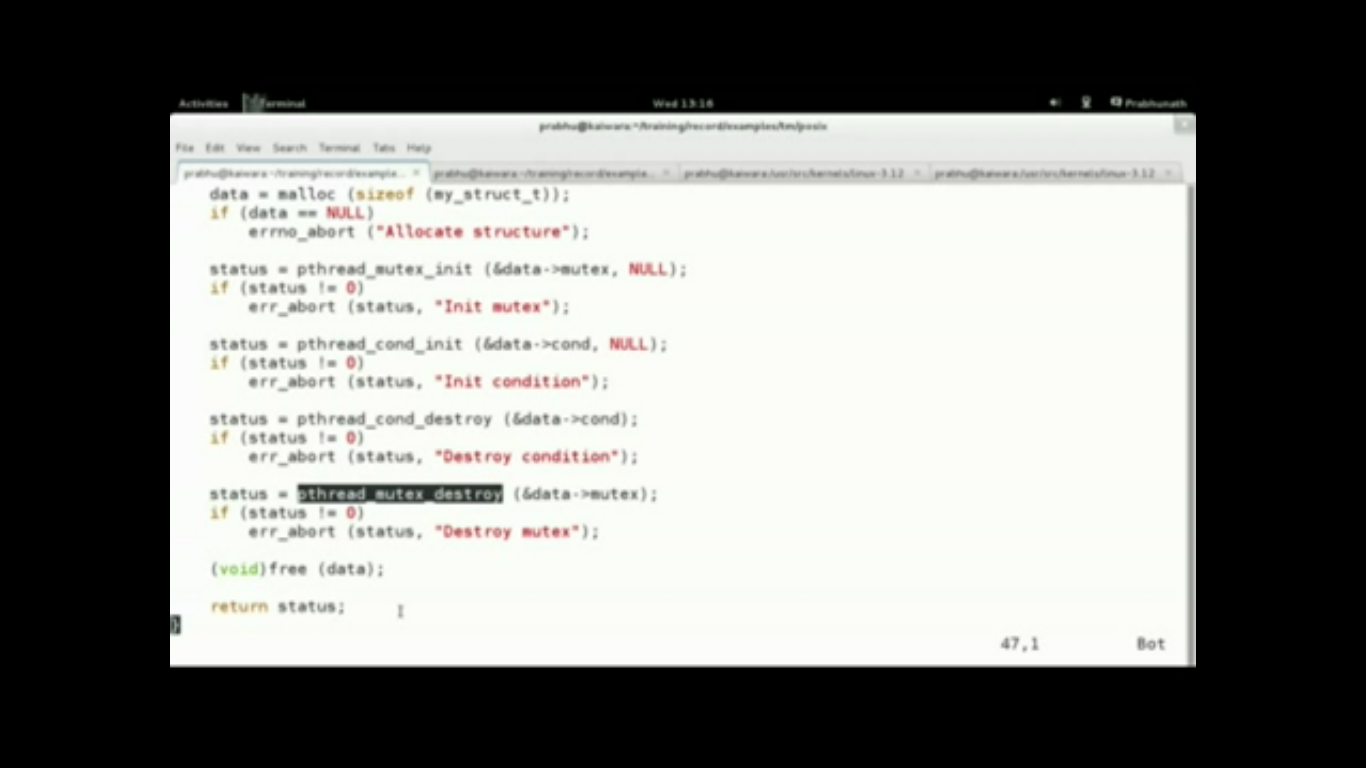 Activities Terminal Wed 13:16 Prabhunath
prabhu@kaiwara:~/training/record/examples/tm/posix
File Edit View Search Terminal Tabs Help
prabhu@kaiwara:~/training/record/example... × prabhu@kaiwara:~/training/record/example... × prabhu@kaiwara:/usr/src/kernels/linux-3.12 × prabhu@kaiwara:/usr/src/kernels/linux-3.12 ×
data = malloc (sizeof (my_struct_t));
if (data == NULL)
errno_abort ("Allocate structure");
status = pthread_mutex_init (&data->mutex, NULL);
if (status != 0)
err_abort (status, "Init mutex");
status = pthread_cond_init (&data->cond, NULL);
if (status != 0)
err_abort (status, "Init condition");
status = pthread_cond_destroy (&data->cond);
if (status != 0)
err_abort (status, "Destroy condition");
status = pthread_mutex_destroy (&data->mutex);
if (status != 0)
err_abort (status, "Destroy mutex");
(void)free (data);
return status;
}
47,1 Bot